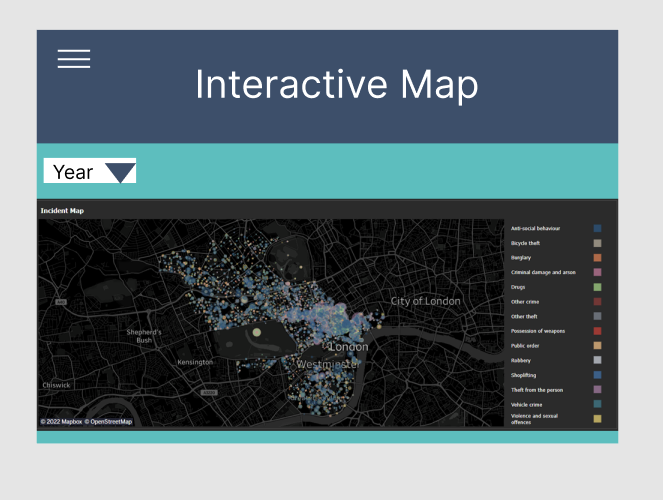 Interactive Map
Year
Incident Map
City of London
Shepherd's
Bush
London
Kensington
Westminster
Chiswick
© 2022 Mapbox © OpenStreetMap
Anti-social behaviour
Bicycle theft
Burglary
Criminal damage and arson
Drugs
Other crime
Other theft
Possession of weapons
Public order
Robbery
Shoplifting
Theft from the person
Vehicle crime
Violence and sexual
offences